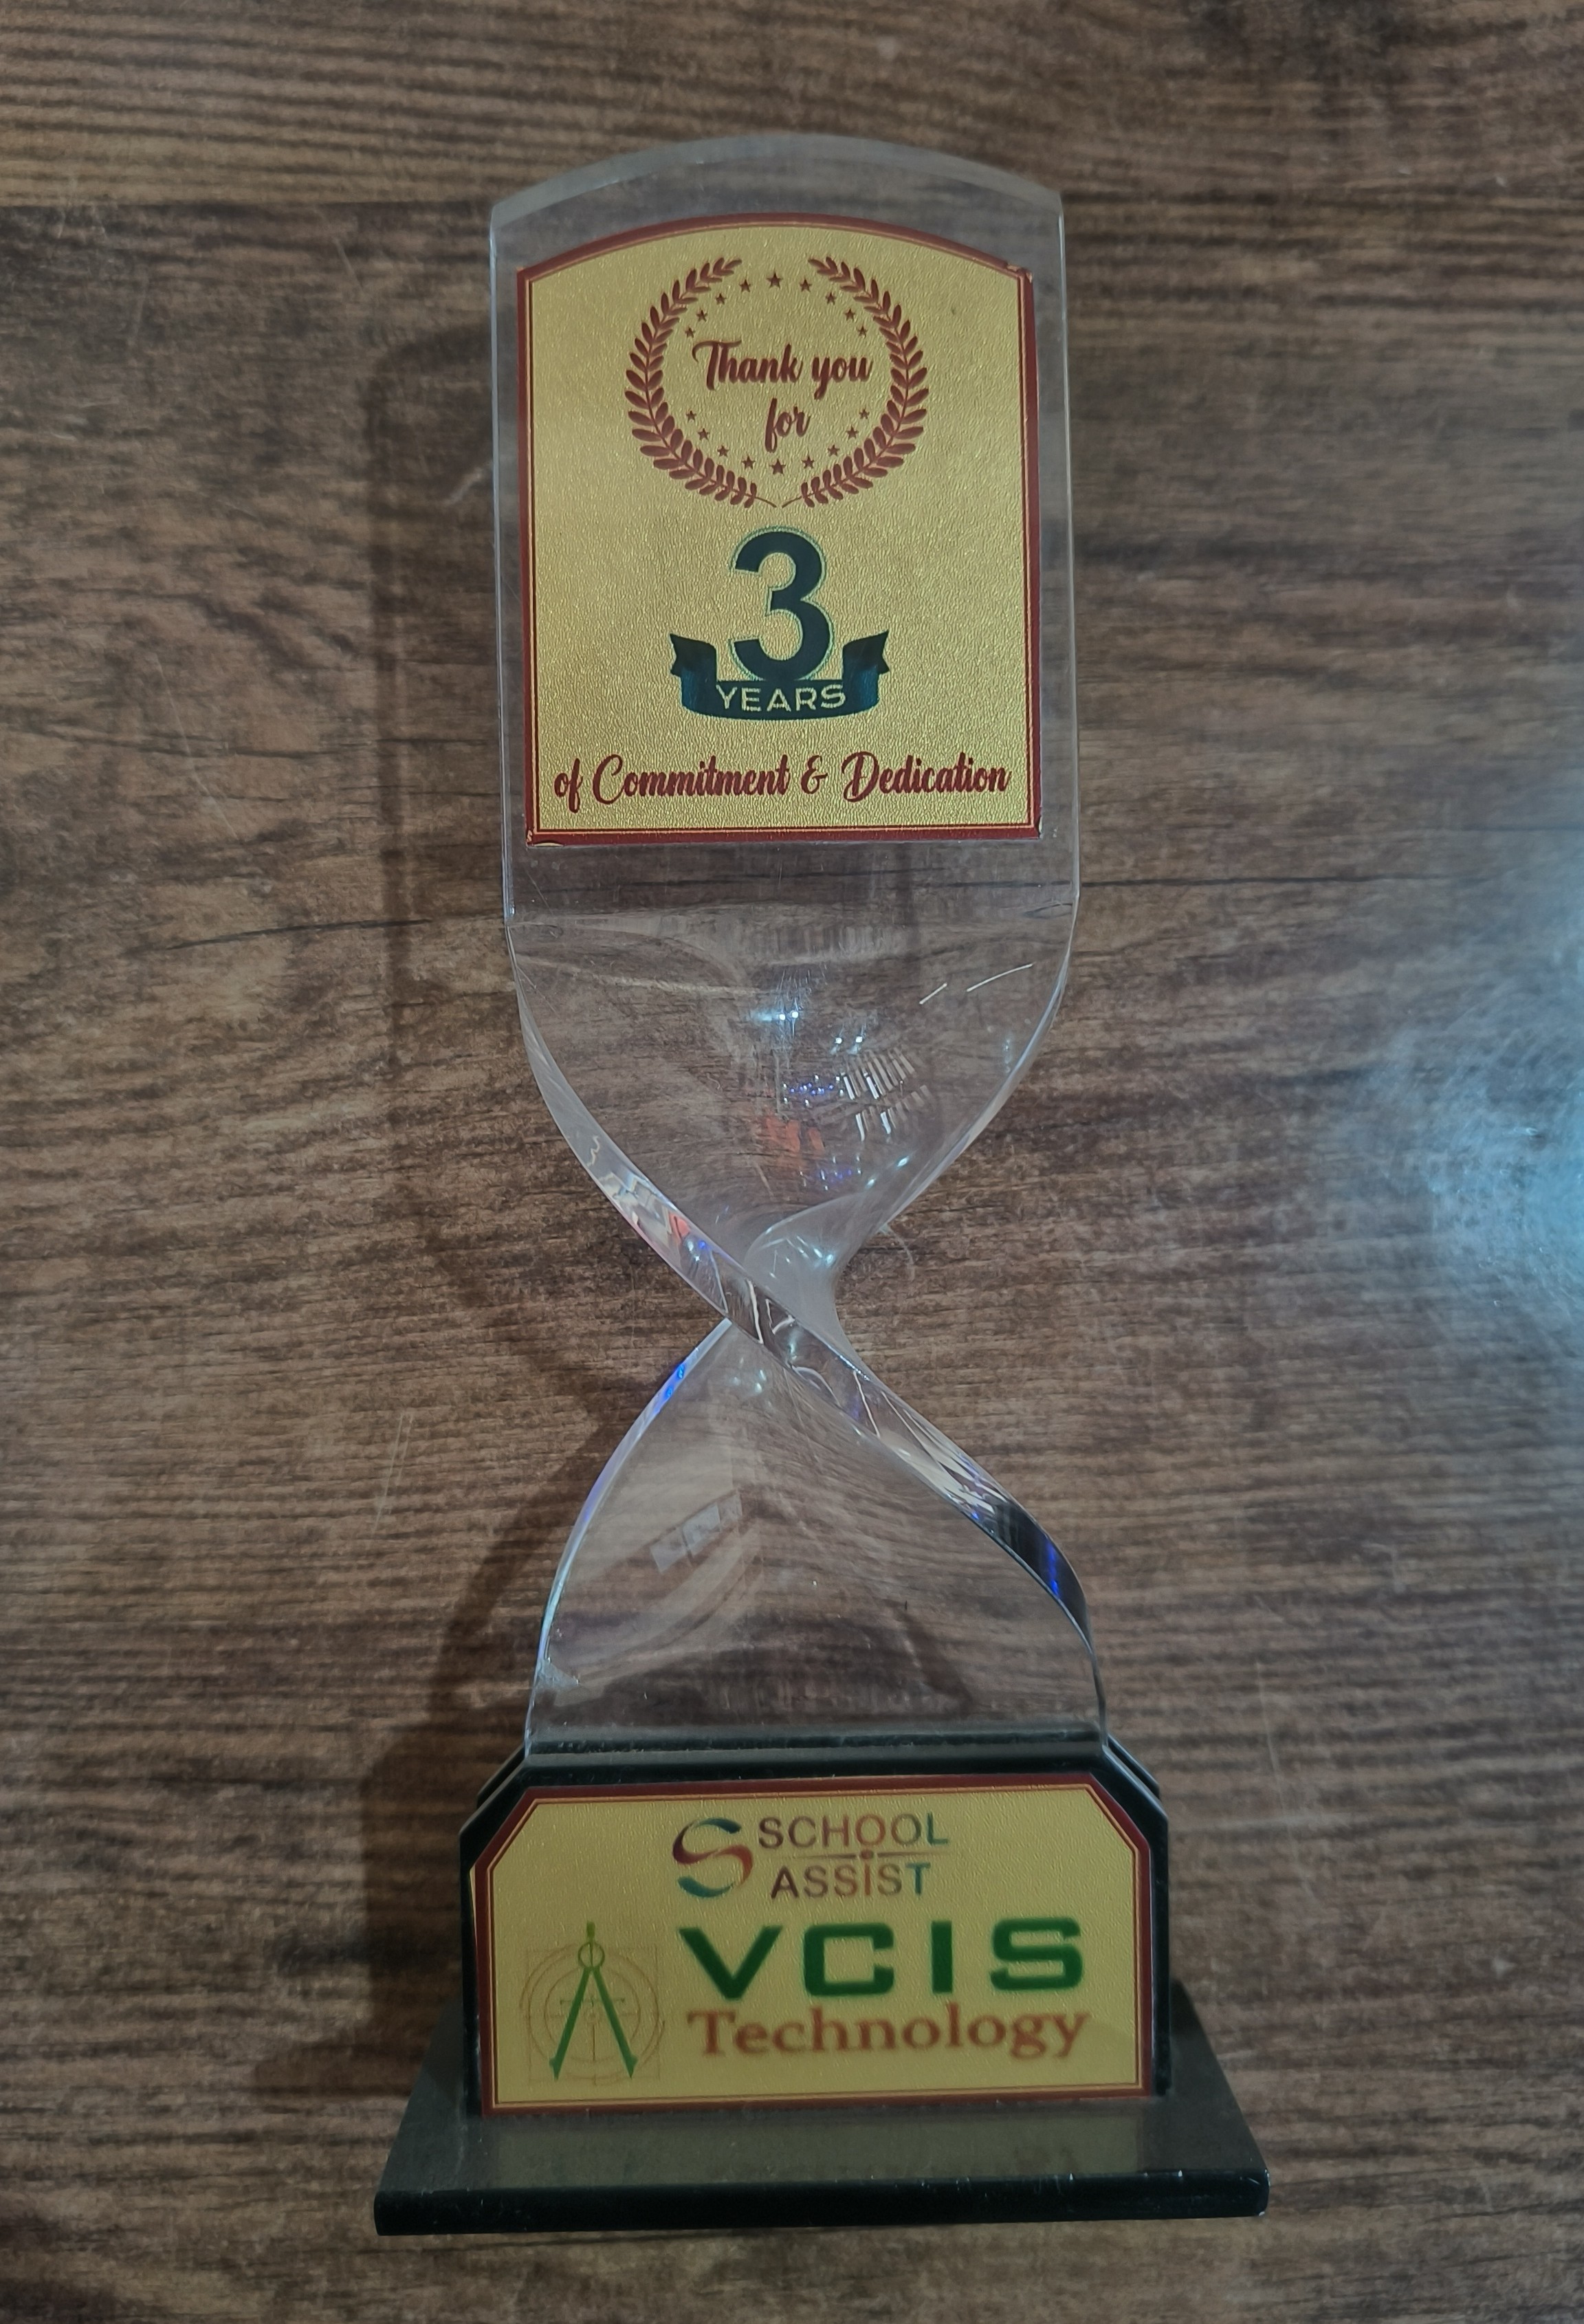 Thank you
for
3
YEARS
of Commitment & Dedication
SCHOOL
ASSIST
VCIS
Technology